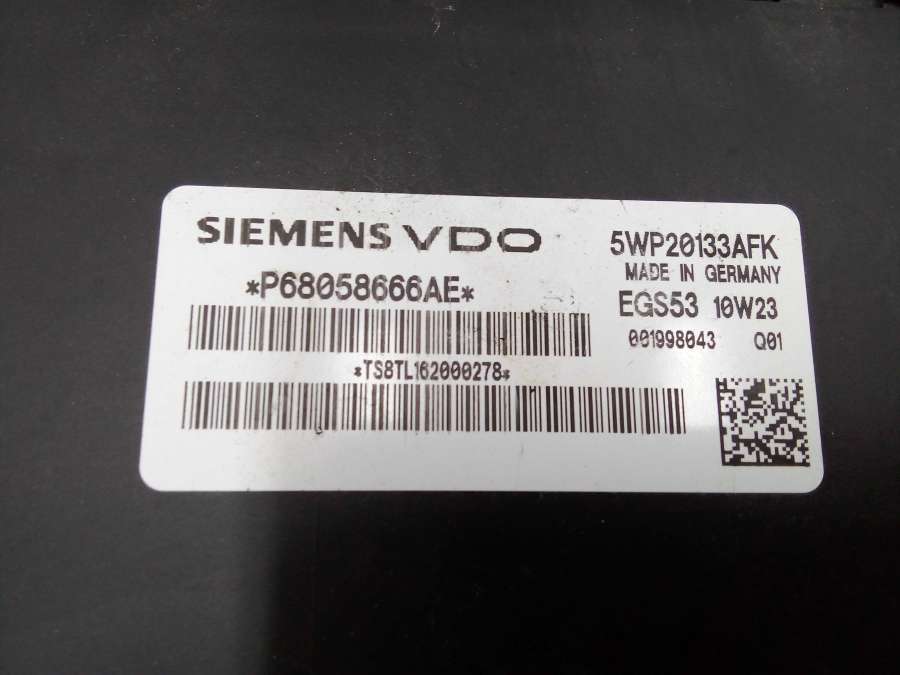 SIEMENS VDO
5WP20133AFK
MADE IN GERMANY
*P68058666AE*
EGS53 10W23
001998043 Q01
*TS8TL162000278*